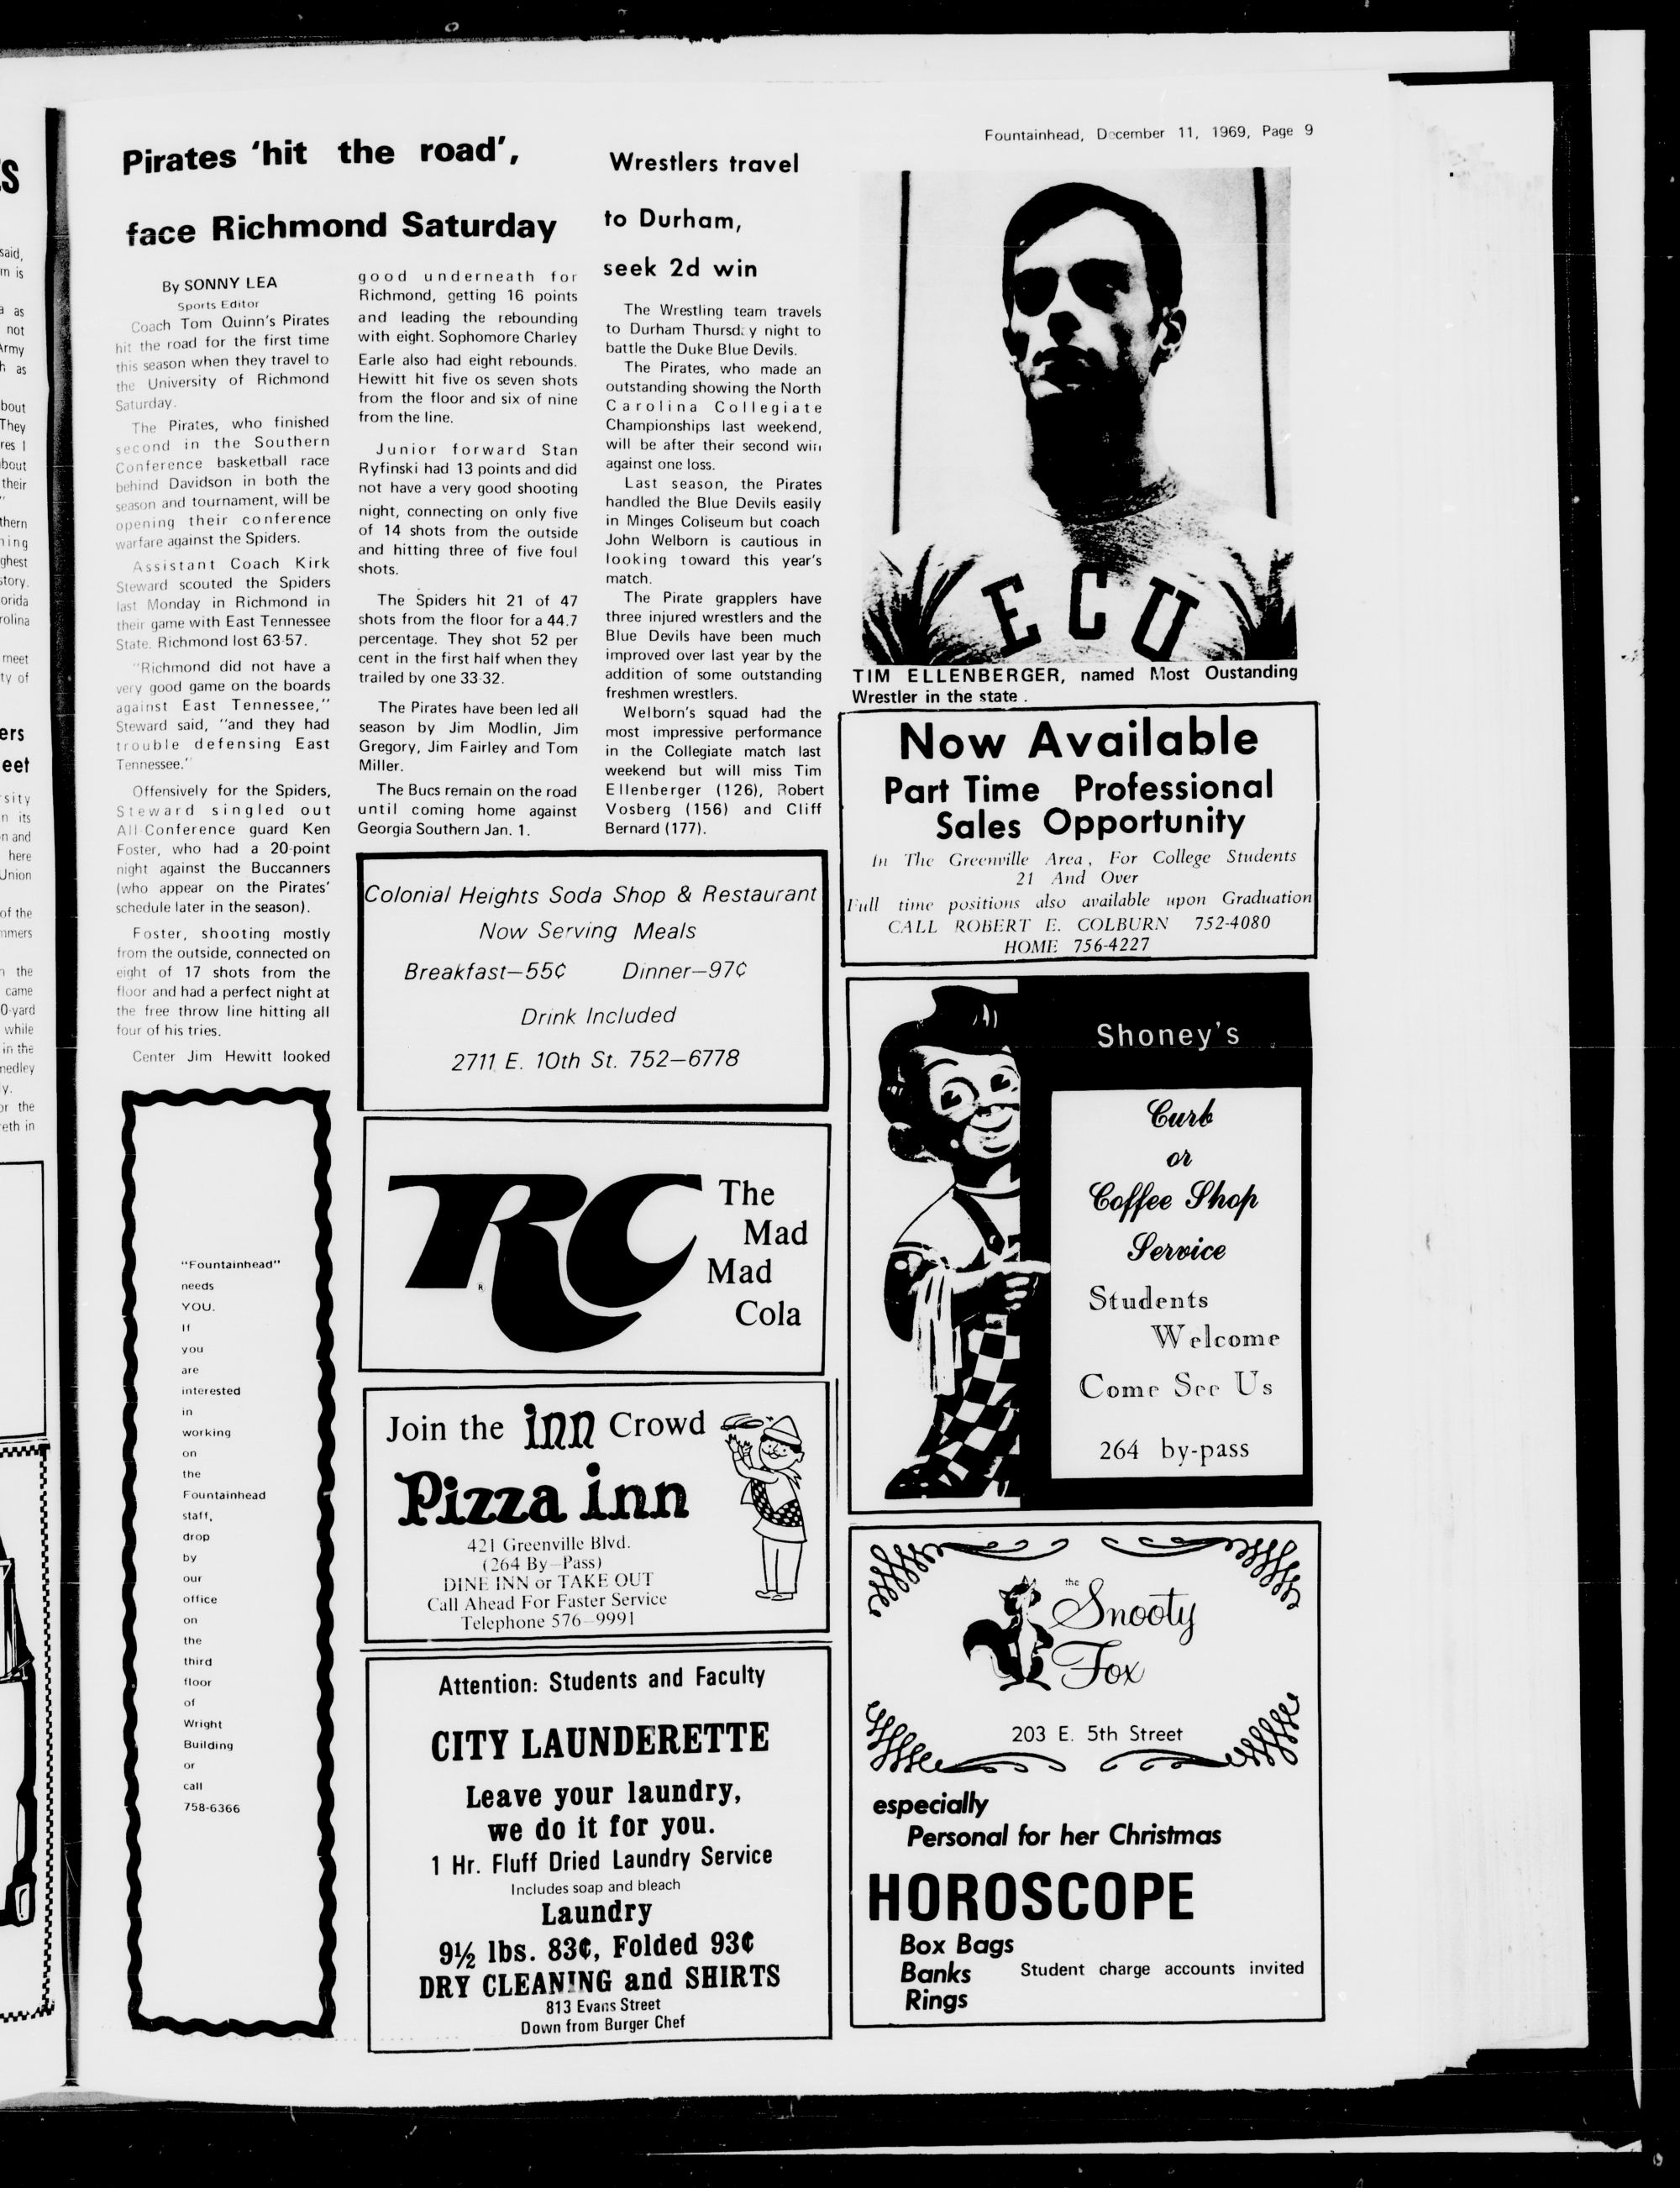 Fountainhead, December 11, 1969, Page 9
Pirates 'hit the road',
face Richmond Saturday
By SONNY LEA
Sports Editor
Coach Tom Quinn's Pirates
hit the road for the first time
this season when they travel to
the University of Richmond
Saturday.
The Pirates, who finished
second in the Southern
Conference basketball race
behind Davidson in both the
season and tournament, will be
opening their conference
warfare against the Spiders.
Assistant Coach Kirk
Steward scouted the Spiders
last Monday in Richmond in
their game with East Tennessee
State. Richmond lost 63-57.
"Richmond did not have a
very good game on the boards
against East Tennessee,"
Steward said, "and they had
trouble defensing East
Tennessee."
Offensively for the Spiders,
Steward singled out
All-Conference guard Ken
Foster, who had a 20-point
night against the Buccanners
(who appear on the Pirates'
schedule later in the season).
Foster, shooting mostly
from the outside, connected on
eight of 17 shots from the
floor and had a perfect night at
the free throw line hitting all
four of his tries.
Center Jim Hewitt looked
good underneath for
Richmond, getting 16 points
and leading the rebounding
with eight. Sophomore Charley
Earle also had eight rebounds.
Hewitt hit five os seven shots
from the floor and six of nine
from the line.
Junior forward Stan
Ryfinski had 13 points and did
not have a very good shooting
night, connecting on only five
of 14 shots from the outside
and hitting three of five foul
shots.
The Spiders hit 21 of 47
shots from the floor for a 44.7
percentage. They shot 52 per
cent in the first half when they
trailed by one 33-32.
The Pirates have been led all
season by Jim Modlin, Jim
Gregory, Jim Fairley and Tom
Miller.
The Bucs remain on the road
until coming home against
Georgia Southern Jan. 1.
Wrestlers travel
to Durham,
seek 2d win
The Wrestling team travels
to Durham Thursd y night to
battle the Duke Blue Devils.
The Pirates, who made an
outstanding showing the North
Carolina Collegiate
Championships last weekend,
will be after their second win
against one loss.
Last season, the Pirates
handled the Blue Devils easily
in Minges Coliseum but coach
John Welborn is cautious in
looking toward this year's
match.
The Pirate grapplers have
three injured wrestlers and the
Blue Devils have been much
improved over last year by the
addition of some outstanding
freshmen wrestlers.
Welborn's squad had the
most impressive performance
in the Collegiate match last
weekend but will miss Tim
Ellenberger (126), Robert
Vosberg (156) and Cliff
Bernard (177).
ECU
TIM ELLENBERGER, named Most Oustanding
Wrestler in the state .
Now Available
Part Time Professional
Sales Opportunity
In The Greenville Area, For College Students
21 And Over
Full time positions also available upon Graduation
CALL ROBERT E. COLBURN 752-4080
HOME 756-4227
Colonial Heights Soda Shop & Restaurant
Now Serving Meals
Breakfast—55¢ Dinner—97¢
Drink Included
2711 E. 10th St. 752—6778
Shoney's
Curb
or
Coffee Shop
Service
Students
Welcome
Come See Us
264 by-pass
RC
®
The
Mad
Mad
Cola
Join the inn Crowd
Pizza inn
421 Greenville Blvd.
(264 By—Pass)
DINE INN or TAKE OUT
Call Ahead For Faster Service
Telephone 576—9991
"Fountainhead"
needs
YOU.
If
you
are
interested
in
working
on
the
Fountainhead
staff,
drop
by
our
office
on
the
third
floor
of
Wright
Building
or
call
758-6366
Attention: Students and Faculty
CITY LAUNDERETTE
Leave your laundry,
we do it for you.
1 Hr. Fluff Dried Laundry Service
Includes soap and bleach
Laundry
9½ lbs. 83¢, Folded 93¢
DRY CLEANING and SHIRTS
813 Evans Street
Down from Burger Chef
the
Snooty
Fox
203 E. 5th Street
especially
Personal for her Christmas
HOROSCOPE
Box Bags
Banks
Rings
Student charge accounts invited